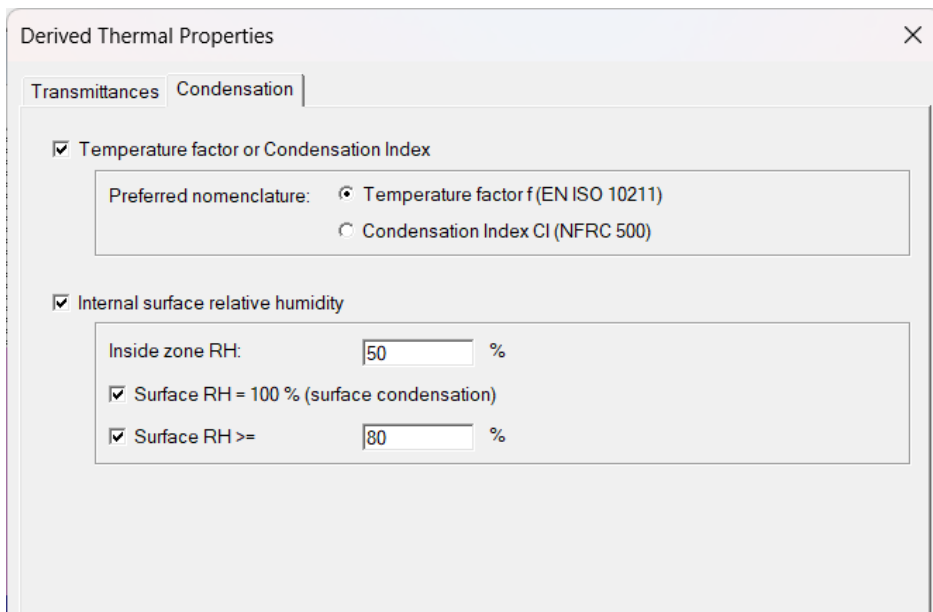 Derived Thermal Properties
Transmittances Condensation
Temperature factor or Condensation Index
Preferred nomenclature: Temperature factor f (EN ISO 10211)
Condensation Index CI (NFRC 500)
Internal surface relative humidity
Inside zone RH: 50 %
Surface RH = 100 % (surface condensation)
Surface RH >= 80 %